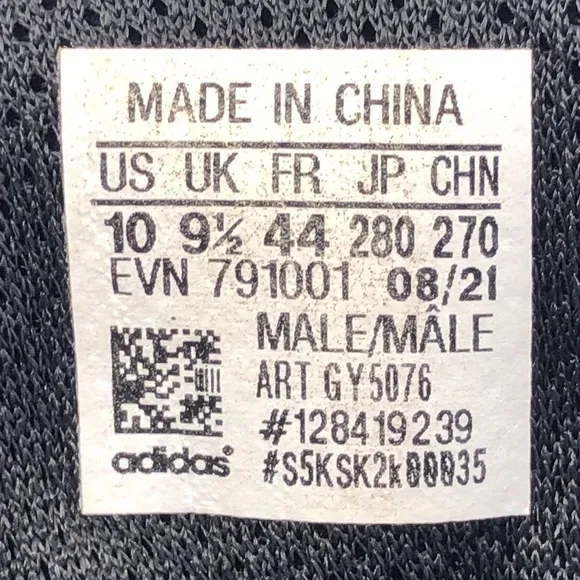 MADE IN CHINA
US UK FR JP CHN
10 9½ 44 280 270
EVN 791001 08/21
MALE/MÂLE
ART GY5076
#128419239
adidas® #S5KSK2k00035